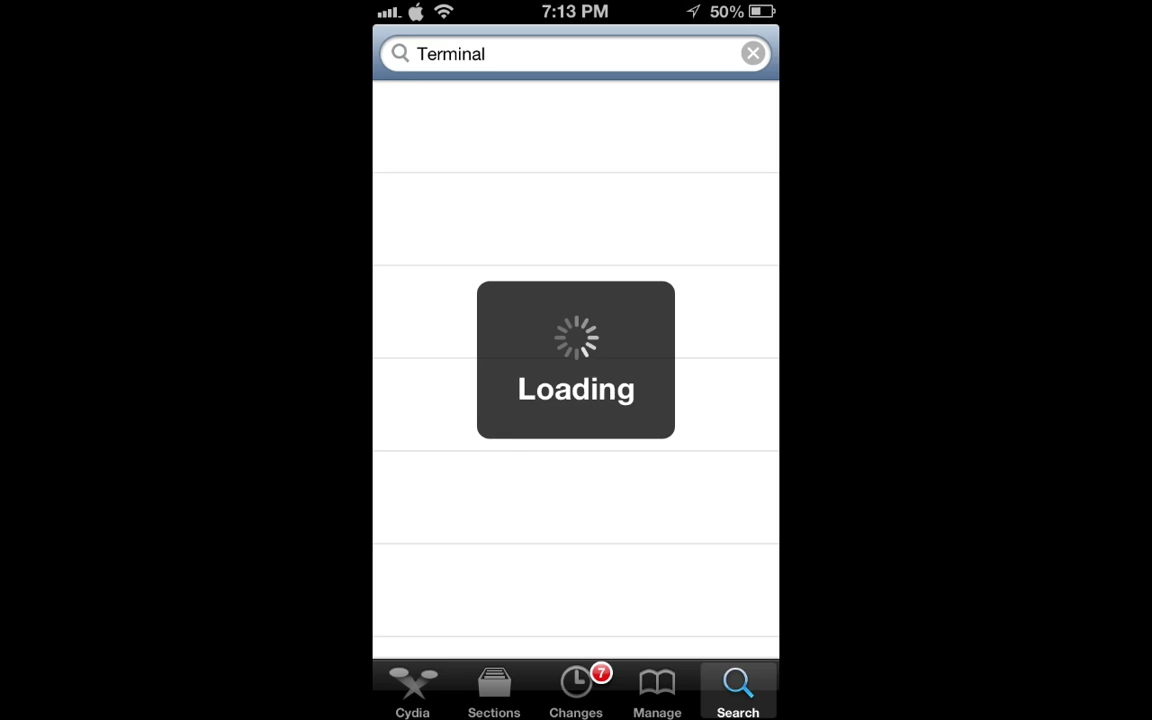 7:13 PM
50%
Terminal
Loading
7
Cydia
Sections
Changes
Manage
Search